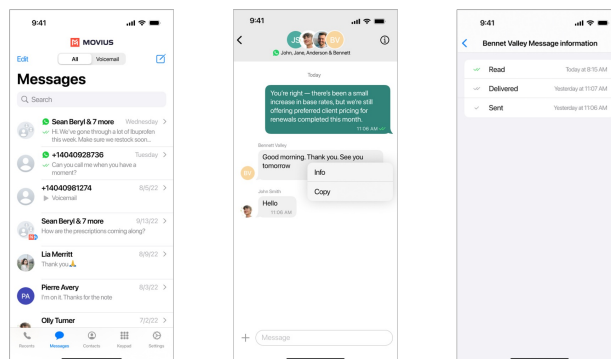 9:41
MOVIUS
Edit
All
Voicemail
Messages
Search
Sean Beryl & 7 more
Wednesday
Hi. We've gone through a lot of Ibuprofen
this week. Make sure we restock soon...
+14040928736
Tuesday
Can you call me when you have a
moment?
+14040981274
8/5/22
Voicemail
Sean Beryl & 7 more
9/13/22
How are the prescriptions coming along?
Lia Merritt
8/9/22
Thank you 🙏
PA
Pierre Avery
8/3/22
I'm on it. Thanks for the note
Olly Turner
7/2/22
Recents
Messages
Contacts
Keypad
Settings
9:41
John, Jane, Anderson & Bennett
Today
You're right — there's been a small
increase in base rates, but we're still
offering preferred client pricing for
renewals completed this month.
11:06 AM
Bennett Valley
BV
Good morning. Thank you. See you
tomorrow
Info
Copy
John Smith
Hello
11:06 AM
Message
9:41
Bennet Valley Message information
Read
Today at 8:15 AM
Delivered
Yesterday at 11:07 AM
Sent
Yesterday at 11:06 AM